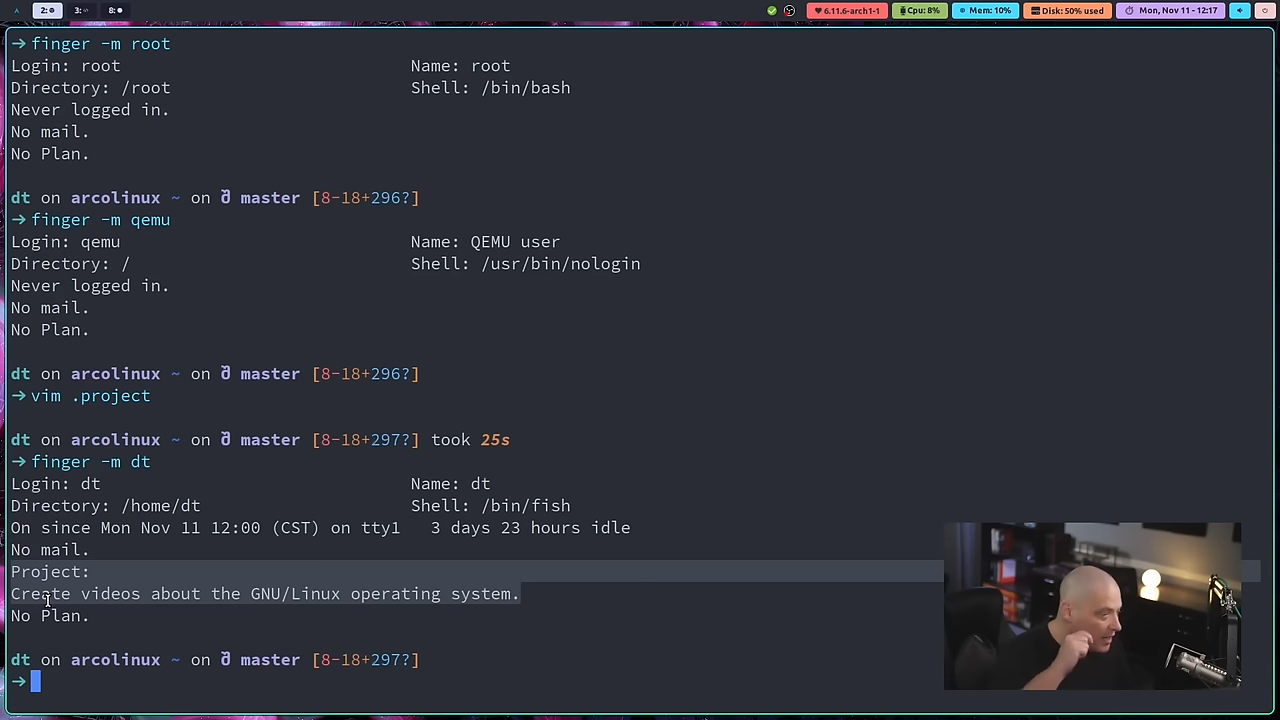 2:
3:
8:
6.11.6-arch1-1
Cpu: 8%
Mem: 10%
Disk: 50% used
Mon, Nov 11 - 12:17
→ finger -m root
Login: root Name: root
Directory: /root Shell: /bin/bash
Never logged in.
No mail.
No Plan.
dt on arcolinux ~ on master [8-18+296?]
→ finger -m qemu
Login: qemu Name: QEMU user
Directory: / Shell: /usr/bin/nologin
Never logged in.
No mail.
No Plan.
dt on arcolinux ~ on master [8-18+296?]
→ vim .project
dt on arcolinux ~ on master [8-18+297?] took 25s
→ finger -m dt
Login: dt Name: dt
Directory: /home/dt Shell: /bin/fish
On since Mon Nov 11 12:00 (CST) on tty1 3 days 23 hours idle
No mail.
Project:
Create videos about the GNU/Linux operating system.
No Plan.
dt on arcolinux ~ on master [8-18+297?]
→